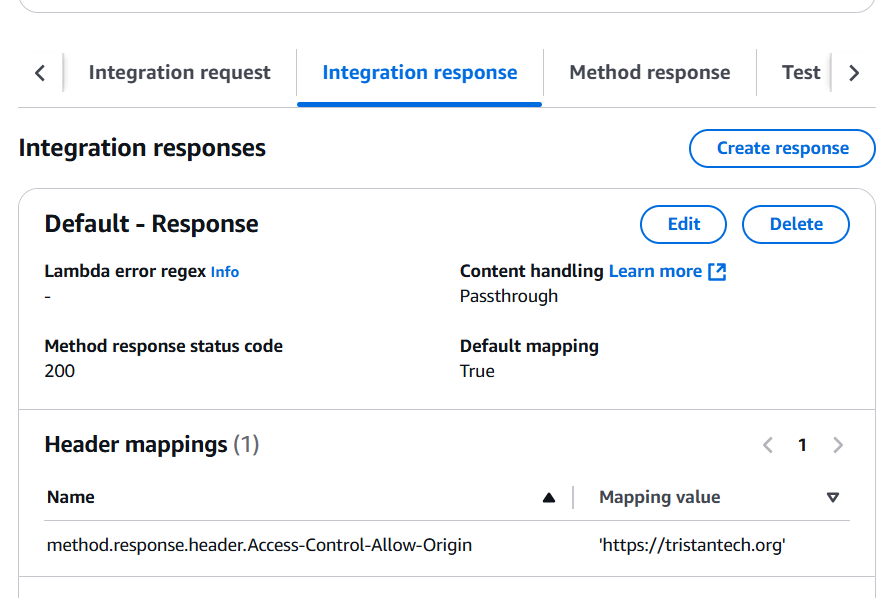 Integration request Integration response Method response Test
Integration responses Create response
Default - Response Edit Delete
Lambda error regex Info Content handling Learn more
- Passthrough
Method response status code Default mapping
200 True
Header mappings (1) 1
Name Mapping value
method.response.header.Access-Control-Allow-Origin 'https://tristantech.org'